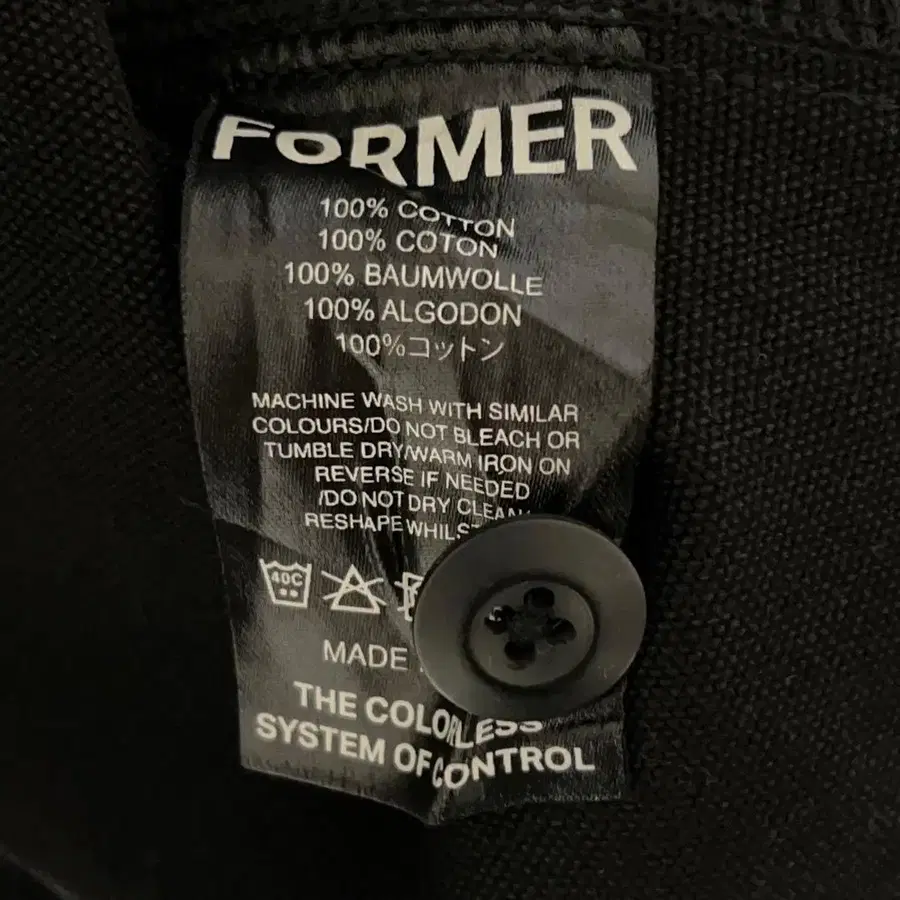 FORMER
100% COTTON
100% COTON
100% BAUMWOLLE
100% ALGODON
100%コットン
MACHINE WASH WITH SIMILAR
COLOURS/DO NOT BLEACH OR
TUMBLE DRY/WARM IRON ON
REVERSE IF NEEDED
/DO NOT DRY CLEAN/
RESHAPE
40C
MADE
THE COLORLESS
SYSTEM OF CONTROL